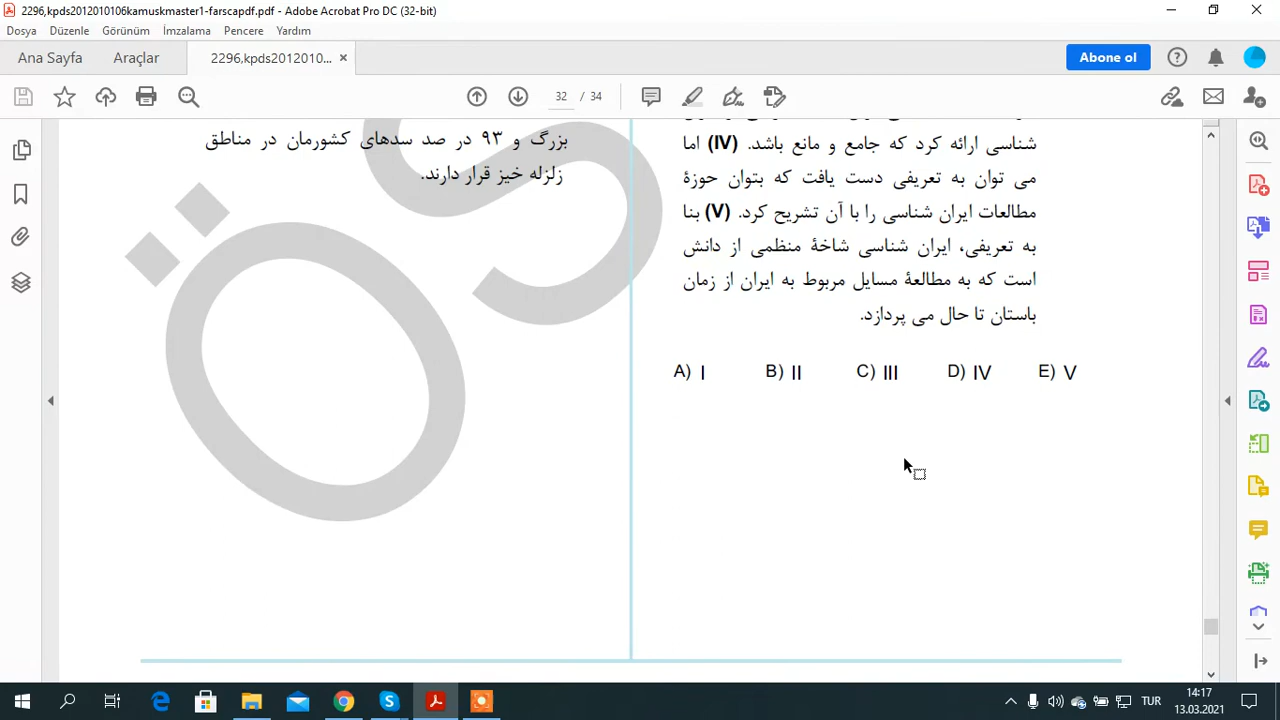 2296,kpds2012010106kamuskmaster1-farscapdf.pdf - Adobe Acrobat Pro DC (32-bit)
Dosya Düzenle Görünüm İmzalama Pencere Yardım
Ana Sayfa Araçlar 2296,kpds2012010... × Abone ol
32 / 34
بزرگ و ۹۳ در صد سدهای کشورمان در مناطق
زلزله خیز قرار دارند.
شناسی ارائه کرد که جامع و مانع باشد. (IV) اما
می توان به تعریفی دست یافت که بتوان حوزهٔ
مطالعات ایران شناسی را با آن تشریح کرد. (V) بنا
به تعریفی، ایران شناسی شاخهٔ منظمی از دانش
است که به مطالعهٔ مسایل مربوط به ایران از زمان
باستان تا حال می پردازد.
A) I B) II C) III D) IV E) V
ÖS
TUR
14:17
13.03.2021